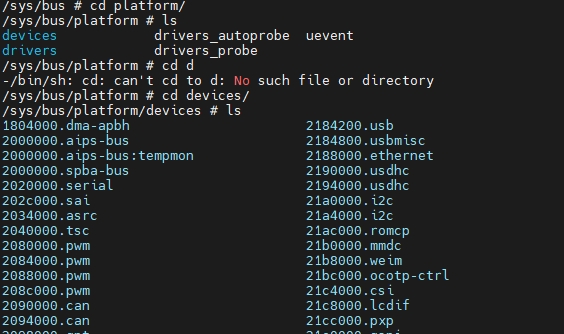 /sys/bus # cd platform/
/sys/bus/platform # ls
devices drivers_autoprobe uevent
drivers drivers_probe
/sys/bus/platform # cd d
-/bin/sh: cd: can't cd to d: No such file or directory
/sys/bus/platform # cd devices/
/sys/bus/platform/devices # ls
1804000.dma-apbh 2184200.usb
2000000.aips-bus 2184800.usbmisc
2000000.aips-bus:tempmon 2188000.ethernet
2000000.spba-bus 2190000.usdhc
2020000.serial 2194000.usdhc
202c000.sai 21a0000.i2c
2034000.asrc 21a4000.i2c
2040000.tsc 21ac000.romcp
2080000.pwm 21b0000.mmdc
2084000.pwm 21b8000.weim
2088000.pwm 21bc000.ocotp-ctrl
208c000.pwm 21c4000.csi
2090000.can 21c8000.lcdif
2094000.can 21cc000.pxp